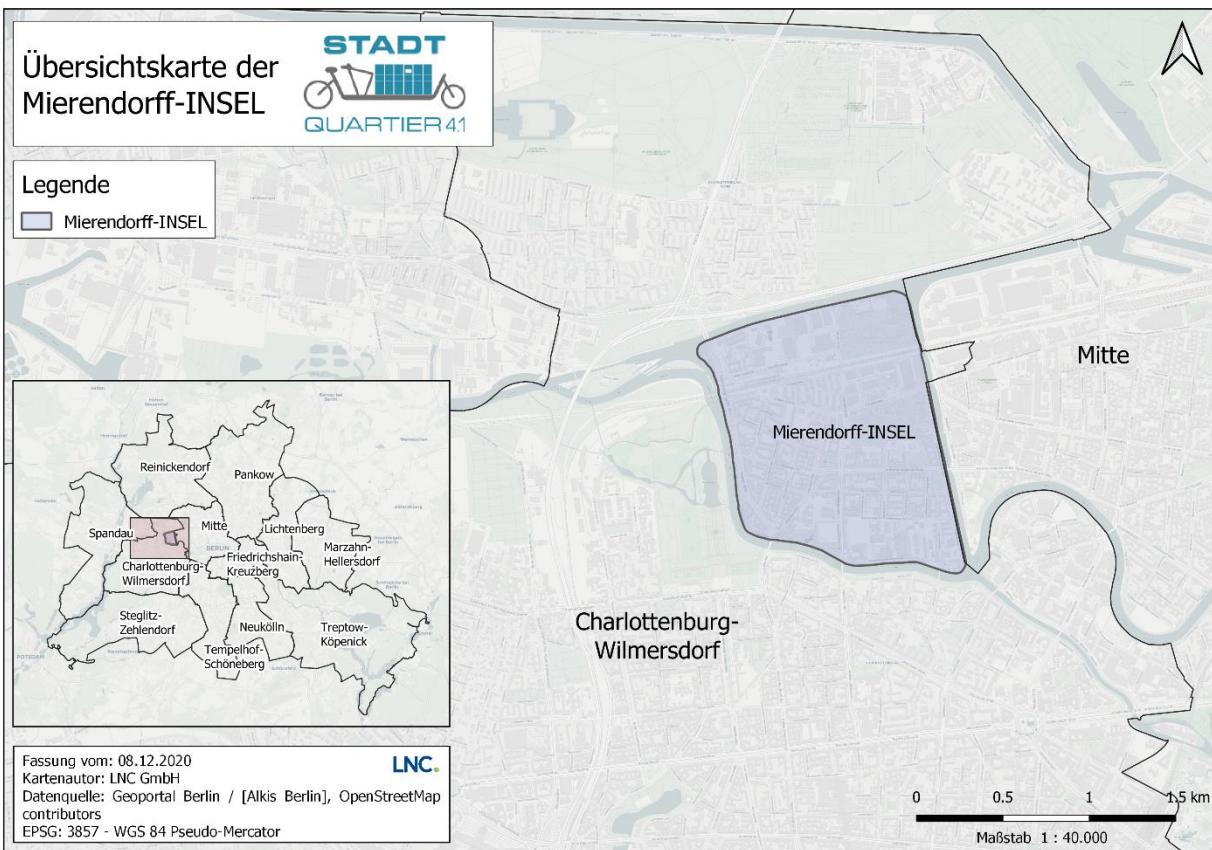 Übersichtskarte der
Mierendorff-INSEL
STADT
QUARTIER 4.1
Legende
Mierendorff-INSEL
Mitte
Mierendorff-INSEL
Charlottenburg-
Wilmersdorf
Reinickendorf
Pankow
Spandau
Mitte
Lichtenberg
BERLIN
Marzahn-
Hellersdorf
Friedrichshain-
Kreuzberg
Charlottenburg-
Wilmersdorf
Steglitz-
Zehlendorf
Neukölln
Treptow-
Köpenick
Tempelhof-
Schöneberg
POTSDAM
Fassung vom: 08.12.2020
Kartenautor: LNC GmbH
Datenquelle: Geoportal Berlin / [Alkis Berlin], OpenStreetMap
contributors
EPSG: 3857 - WGS 84 Pseudo-Mercator
LNC.
0 0.5 1 1.5 km
Maßstab 1 : 40.000